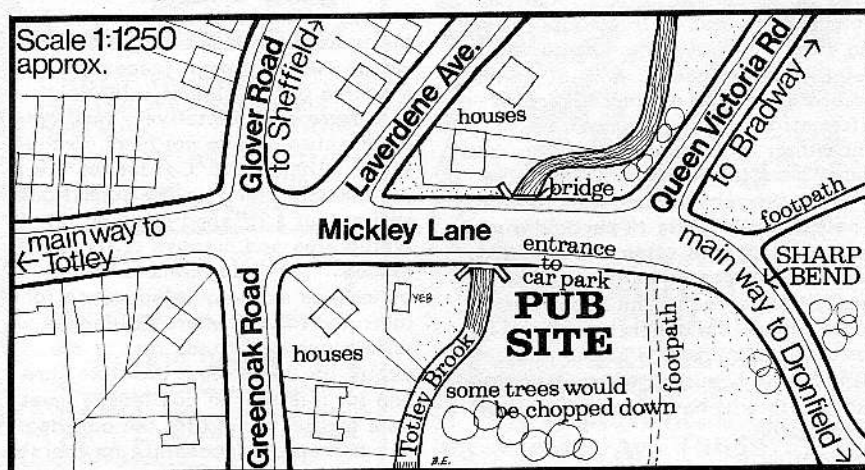 Scale 1:1250
approx.
Glover Road
to Sheffield
Laverdene Ave.
houses
bridge
Queen Victoria Rd
to Bradway
footpath
main way to
Totley
Mickley Lane
entrance
to
car park
main way to Dronfield
SHARP
BEND
Greenoak Road
houses
YEB
Totley Brook
PUB
SITE
footpath
some trees would
be chopped down
B.E.